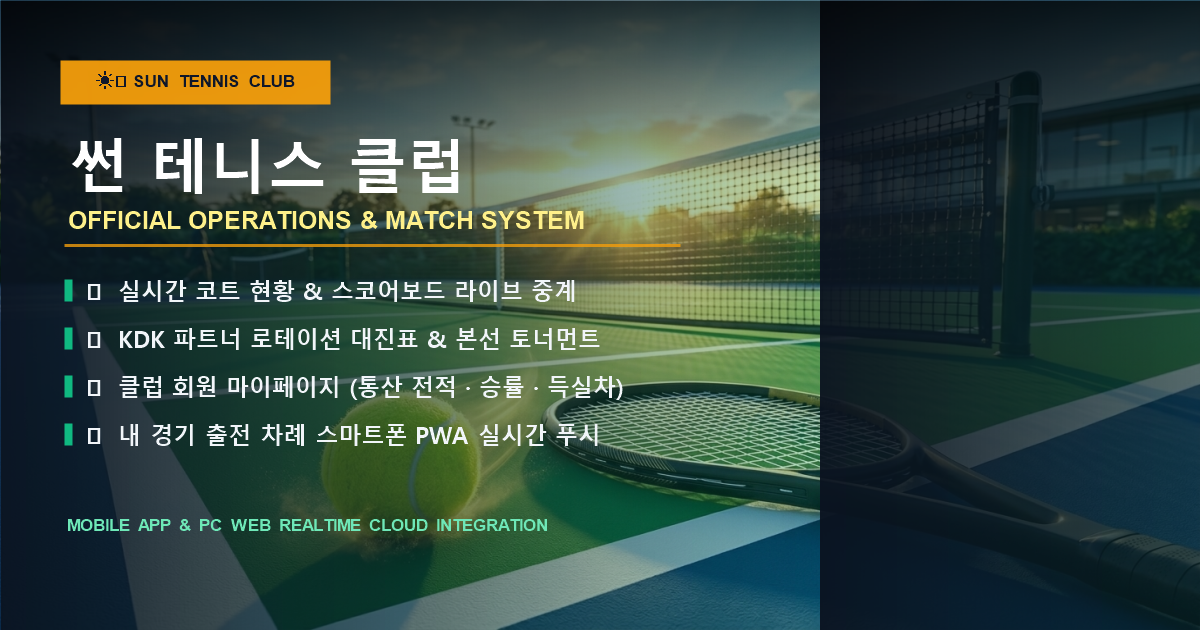 ☀️ SUN TENNIS CLUB
썬 테니스 클럽
OFFICIAL OPERATIONS & MATCH SYSTEM
실시간 코트 현황 & 스코어보드 라이브 중계
KDK 파트너 로테이션 대진표 & 본선 토너먼트
클럽 회원 마이페이지 (통산 전적 · 승률 · 득실차)
내 경기 출전 차례 스마트폰 PWA 실시간 푸시
MOBILE APP & PC WEB REALTIME CLOUD INTEGRATION